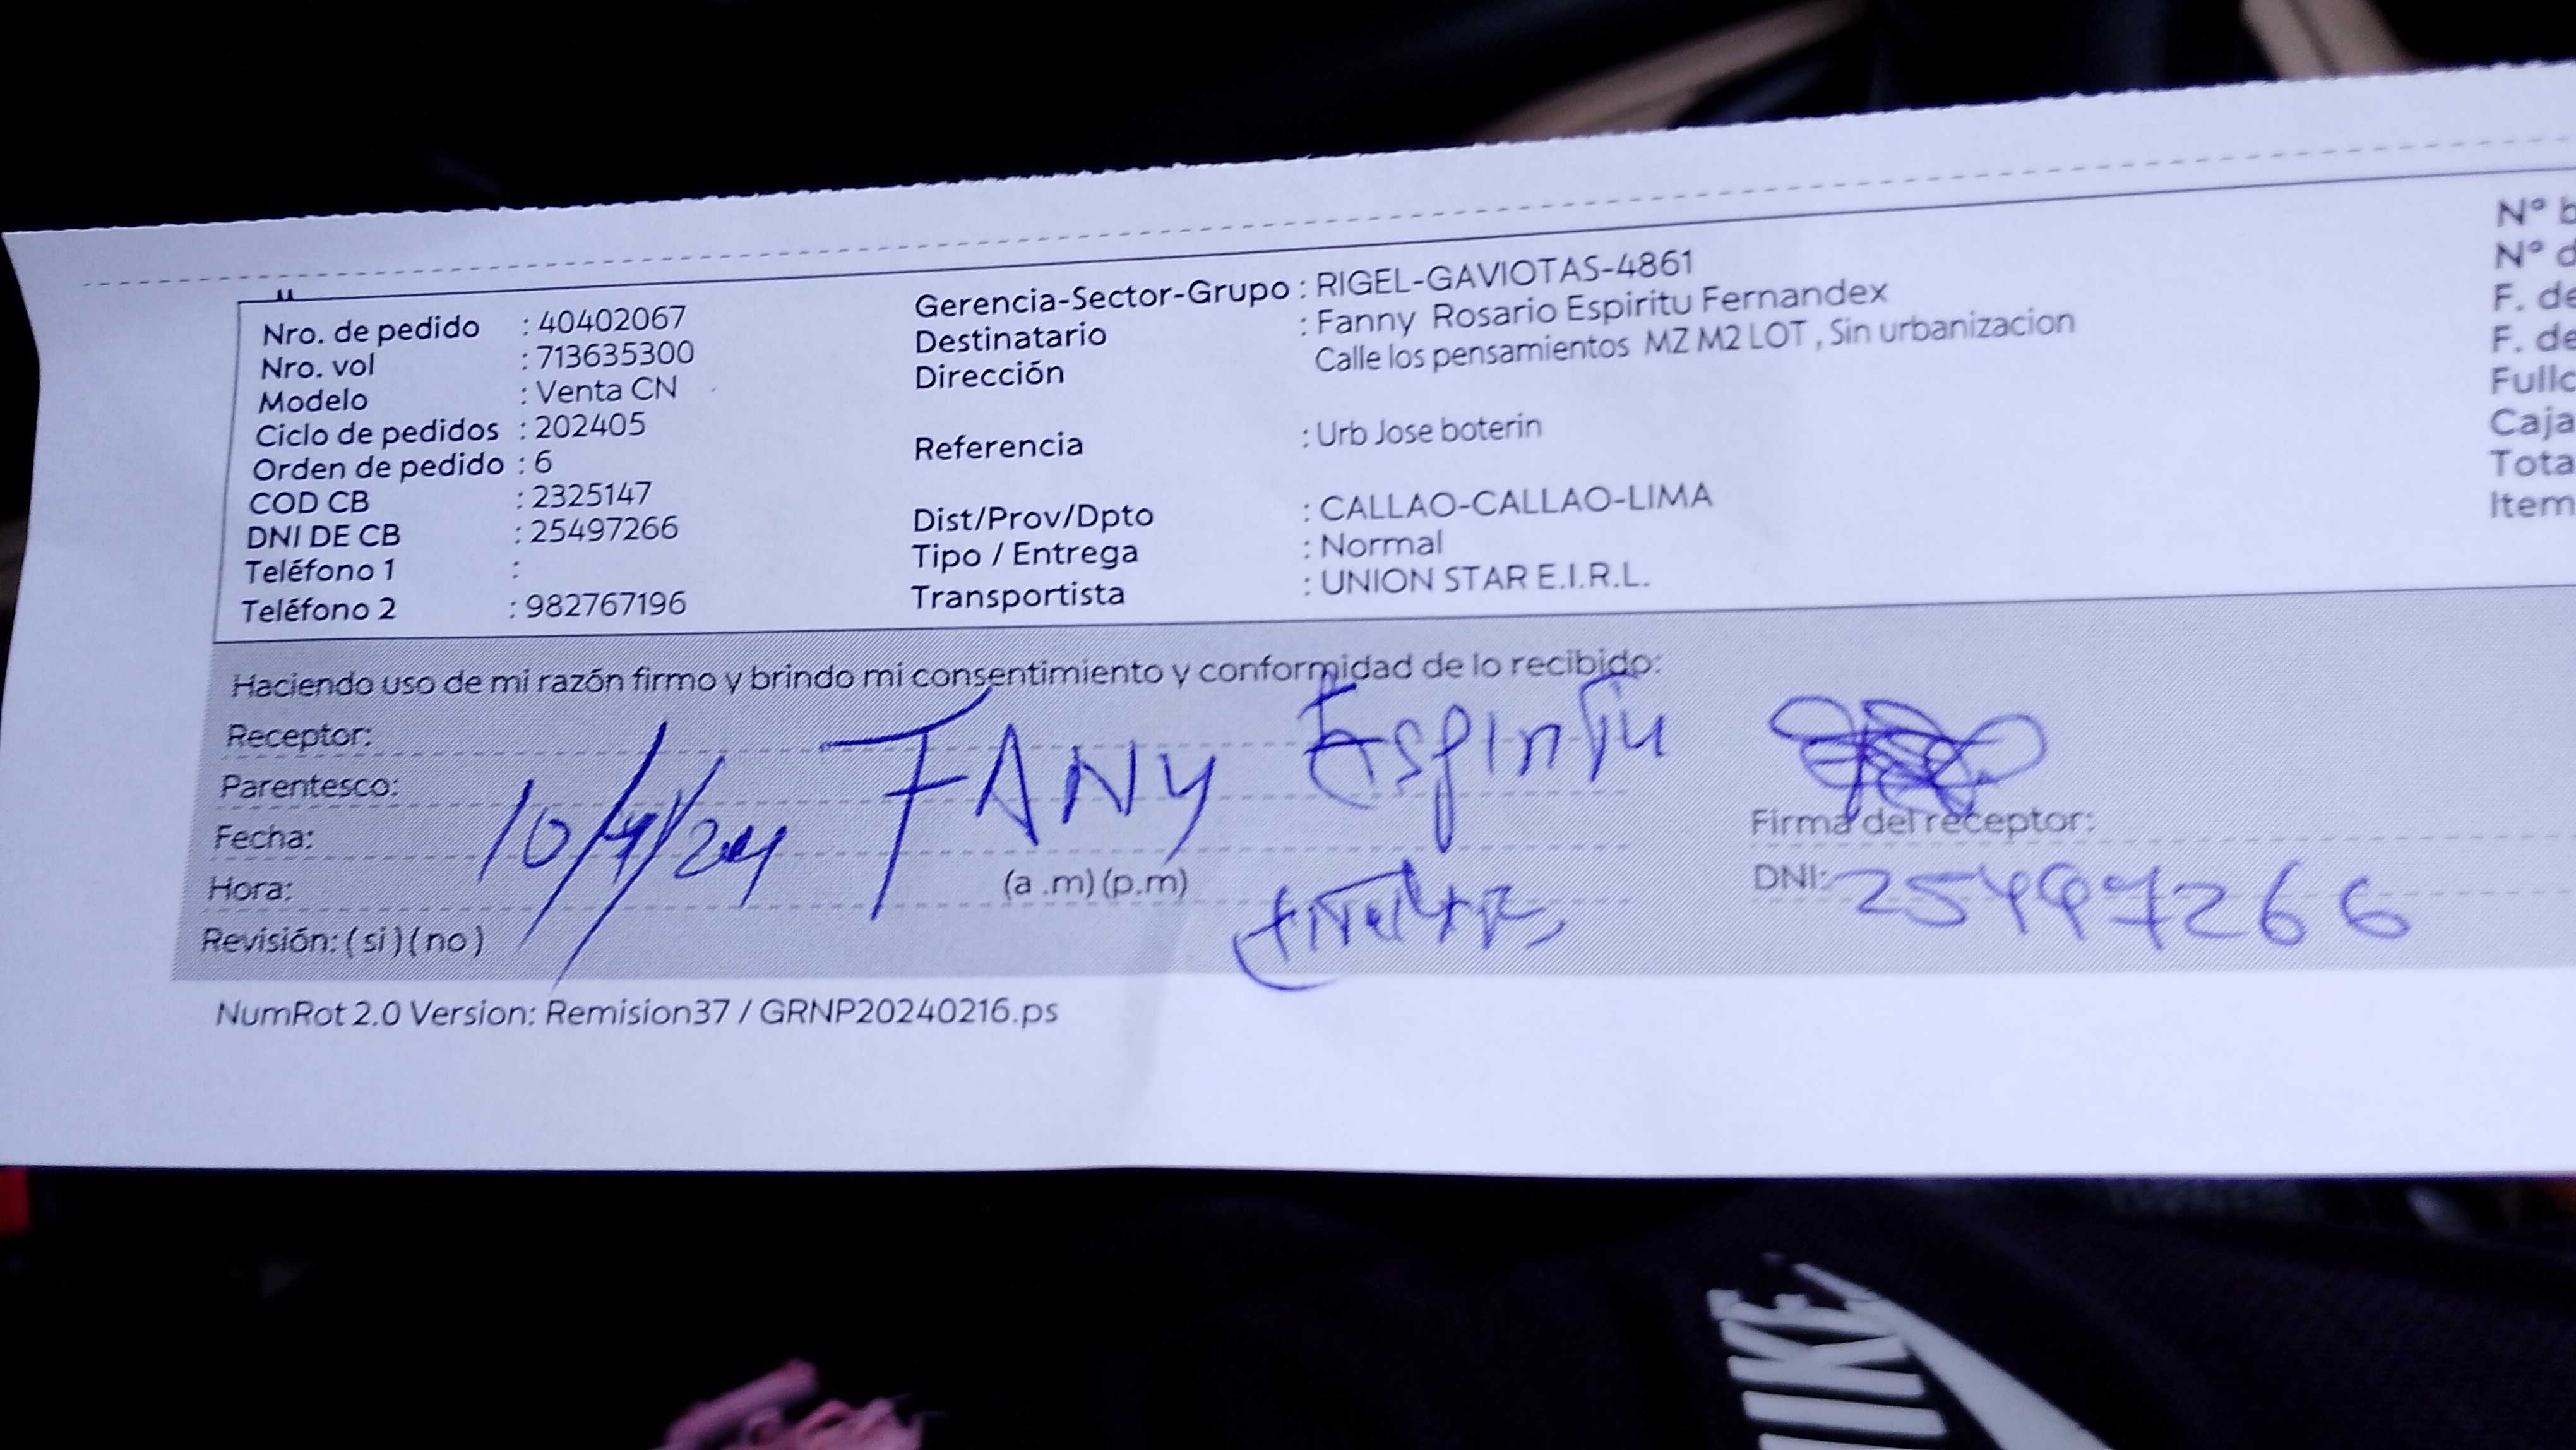 Nro. de pedido : 40402067
Nro. vol : 713635300
Modelo : Venta CN
Ciclo de pedidos : 202405
Orden de pedido : 6
COD CB : 2325147
DNI DE CB : 25497266
Teléfono 1 :
Teléfono 2 : 982767196
Gerencia-Sector-Grupo : RIGEL-GAVIOTAS-4861
Destinatario : Fanny Rosario Espiritu Fernandex
Dirección Calle los pensamientos MZ M2 LOT , Sin urbanizacion
Referencia : Urb Jose boterin
Dist/Prov/Dpto : CALLAO-CALLAO-LIMA
Tipo / Entrega : Normal
Transportista : UNION STAR E.I.R.L.
N°
N°
F. de
F. de
Caja
Item
Haciendo uso de mi razón firmo y brindo mi consentimiento y conformidad de lo recibido:
Receptor: FANY Espiritu
Parentesco:
Fecha: 10/4/24
Hora: (a .m) (p.m)
Revisión: ( si ) ( no )
Firma del receptor:
DNI: 25497266
NumRot 2.0 Version: Remision37 / GRNP20240216.ps
NIKE